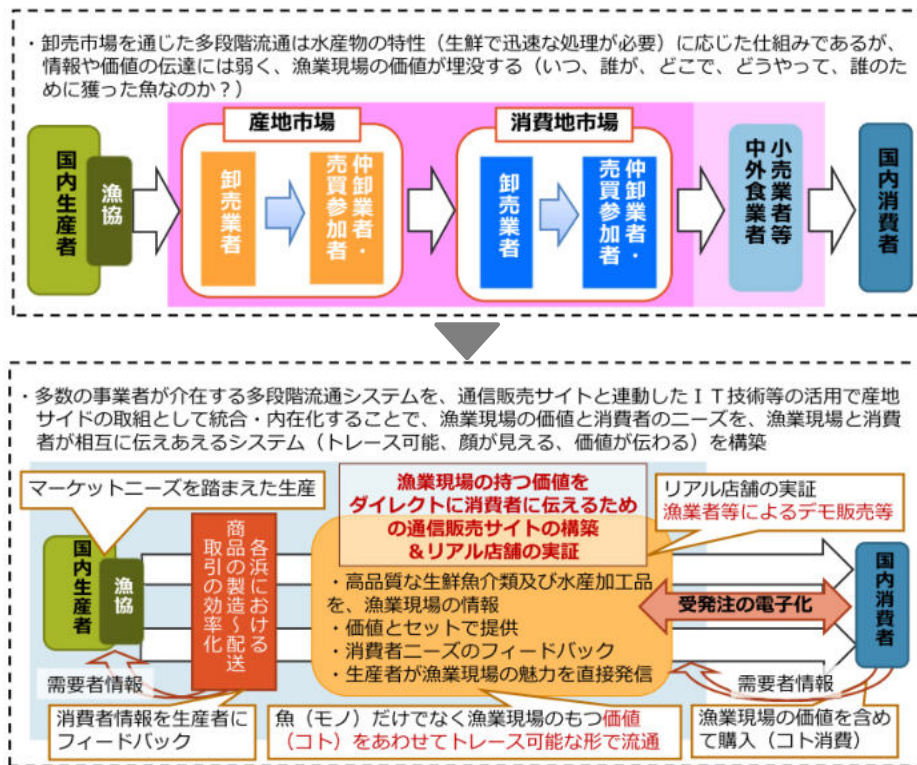 ・卸売市場を通じた多段階流通は水産物の特性（生鮮で迅速な処理が必要）に応じた仕組みであるが、
情報や価値の伝達には弱く、漁業現場の価値が埋没する（いつ、誰が、どこで、どうやって、誰のた
めに獲った魚なのか？）
産地市場
消費地市場
国内生産者
漁協
卸売業者
仲卸業者・
売買参加者
卸売業者
仲卸業者・
売買参加者
小売業者等
中外食業者
国内消費者
・多数の事業者が介在する多段階流通システムを、通信販売サイトと連動したＩＴ技術等の活用で産地
サイドの取組として統合・内在化することで、漁業現場の価値と消費者のニーズを、漁業現場と消費
者が相互に伝えあえるシステム（トレース可能、顔が見える、価値が伝わる）を構築
マーケットニーズを踏まえた生産
漁業現場の持つ価値を
ダイレクトに消費者に伝えるため
の通信販売サイトの構築
＆リアル店舗の実証
リアル店舗の実証
漁業者等によるデモ販売等
国内生産者
漁協
各浜における
商品の製造～配送
取引の効率化
・高品質な生鮮魚介類及び水産加工品
を、漁業現場の情報
・価値とセットで提供
・消費者ニーズのフィードバック
・生産者が漁業現場の魅力を直接発信
受発注の電子化
国内消費者
需要者情報
需要者情報
消費者情報を生産者に
フィードバック
魚（モノ）だけでなく漁業現場のもつ価値
（コト）をあわせてトレース可能な形で流通
漁業現場の価値を含め
て購入（コト消費）